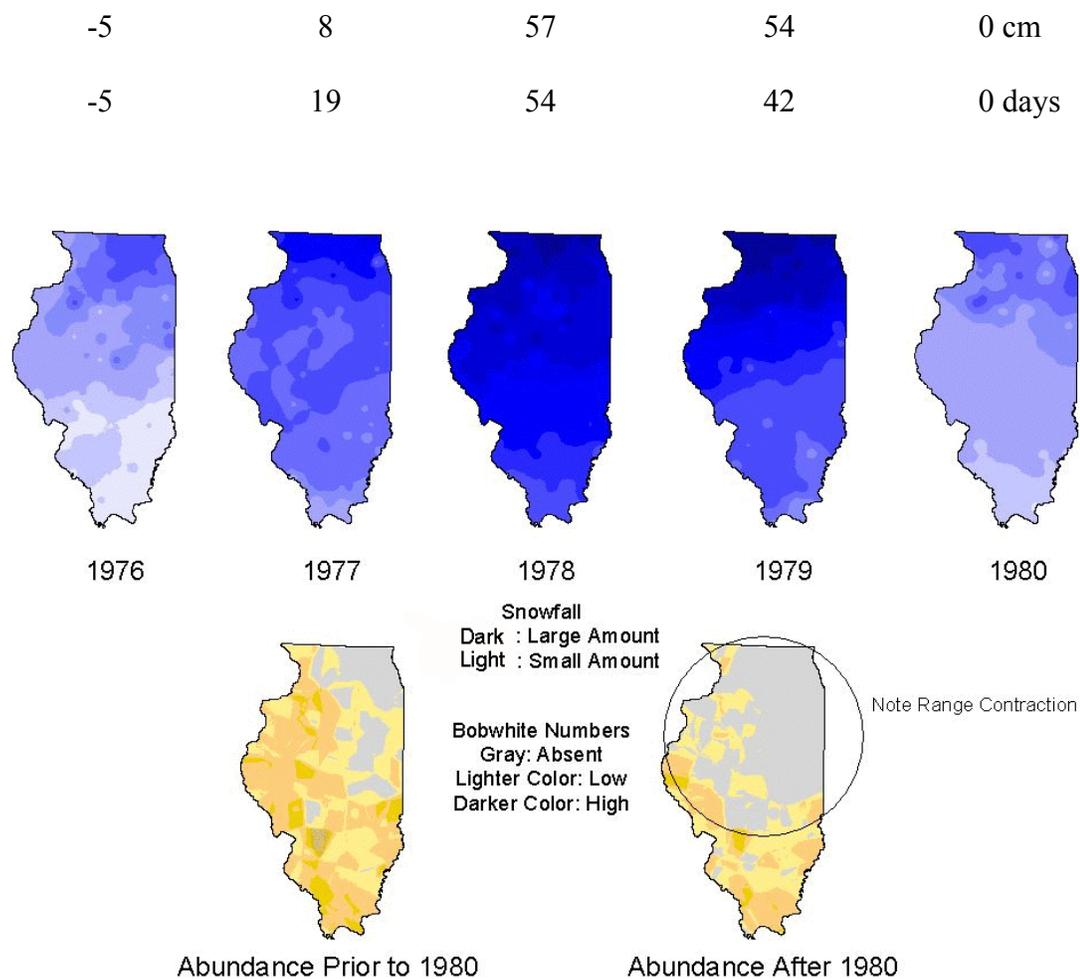 -5 8 57 54 0 cm
-5 19 54 42 0 days
1976 1977 1978 1979 1980
Snowfall
Dark : Large Amount
Light : Small Amount
Note Range Contraction
Bobwhite Numbers
Gray: Absent
Lighter Color: Low
Darker Color: High
Abundance Prior to 1980 Abundance After 1980